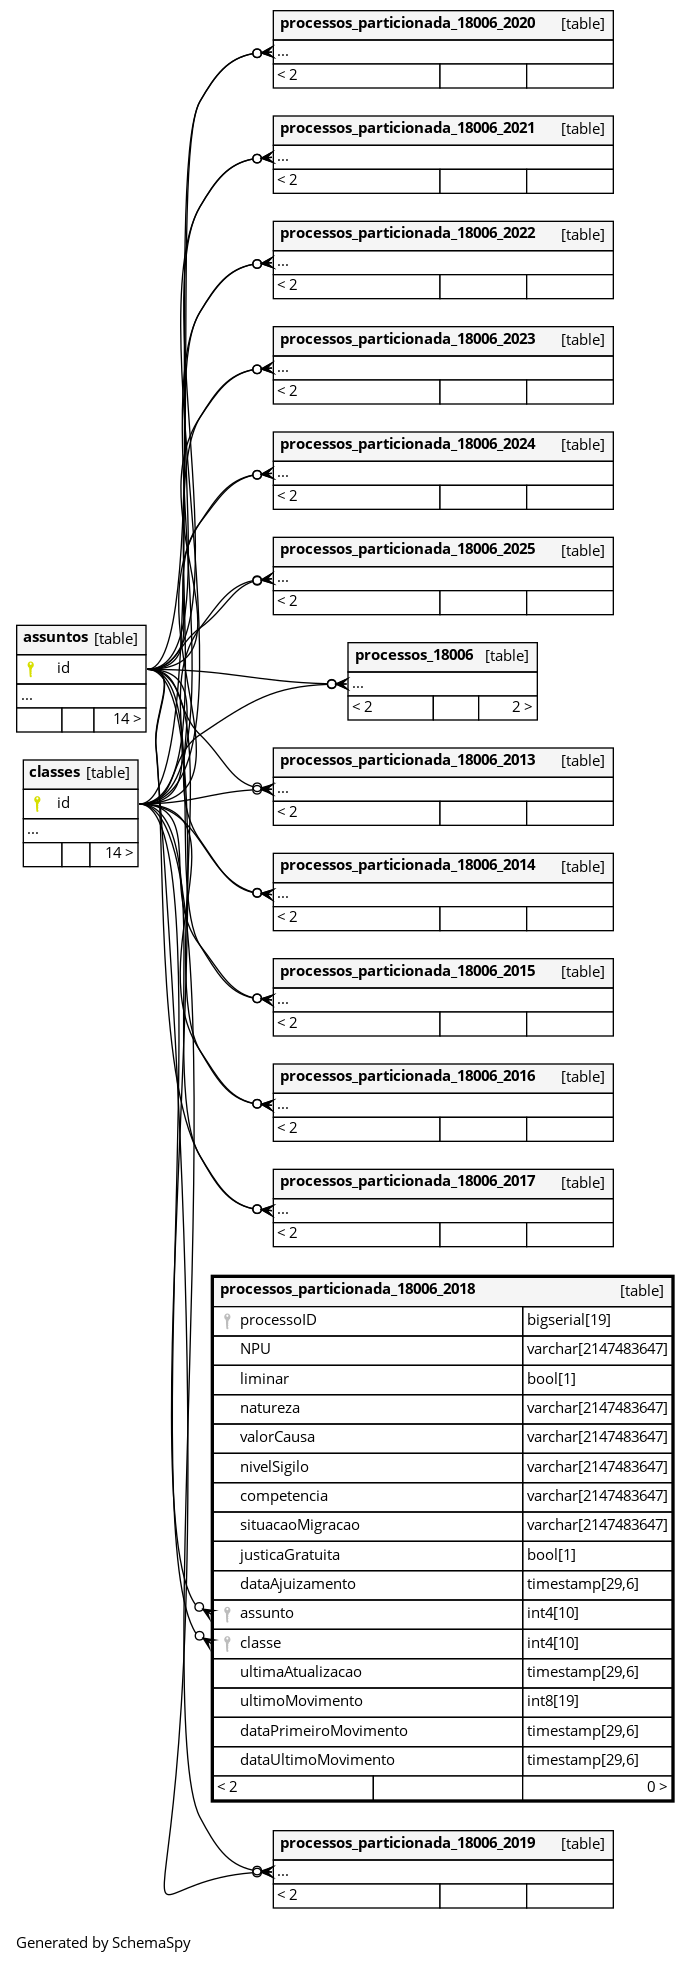 processos_particionada_18006_2020 [table]
...
< 2
processos_particionada_18006_2021 [table]
...
< 2
processos_particionada_18006_2022 [table]
...
< 2
processos_particionada_18006_2023 [table]
...
< 2
processos_particionada_18006_2024 [table]
...
< 2
processos_particionada_18006_2025 [table]
...
< 2
assuntos [table]
id
...
14 >
processos_18006 [table]
...
< 2 2 >
classes [table]
id
...
14 >
processos_particionada_18006_2013 [table]
...
< 2
processos_particionada_18006_2014 [table]
...
< 2
processos_particionada_18006_2015 [table]
...
< 2
processos_particionada_18006_2016 [table]
...
< 2
processos_particionada_18006_2017 [table]
...
< 2
processos_particionada_18006_2018 [table]
processoID bigserial[19]
NPU varchar[2147483647]
liminar bool[1]
natureza varchar[2147483647]
valorCausa varchar[2147483647]
nivelSigilo varchar[2147483647]
competencia varchar[2147483647]
situacaoMigracao varchar[2147483647]
justicaGratuita bool[1]
dataAjuizamento timestamp[29,6]
assunto int4[10]
classe int4[10]
ultimaAtualizacao timestamp[29,6]
ultimoMovimento int8[19]
dataPrimeiroMovimento timestamp[29,6]
dataUltimoMovimento timestamp[29,6]
< 2 0 >
processos_particionada_18006_2019 [table]
...
< 2
Generated by SchemaSpy